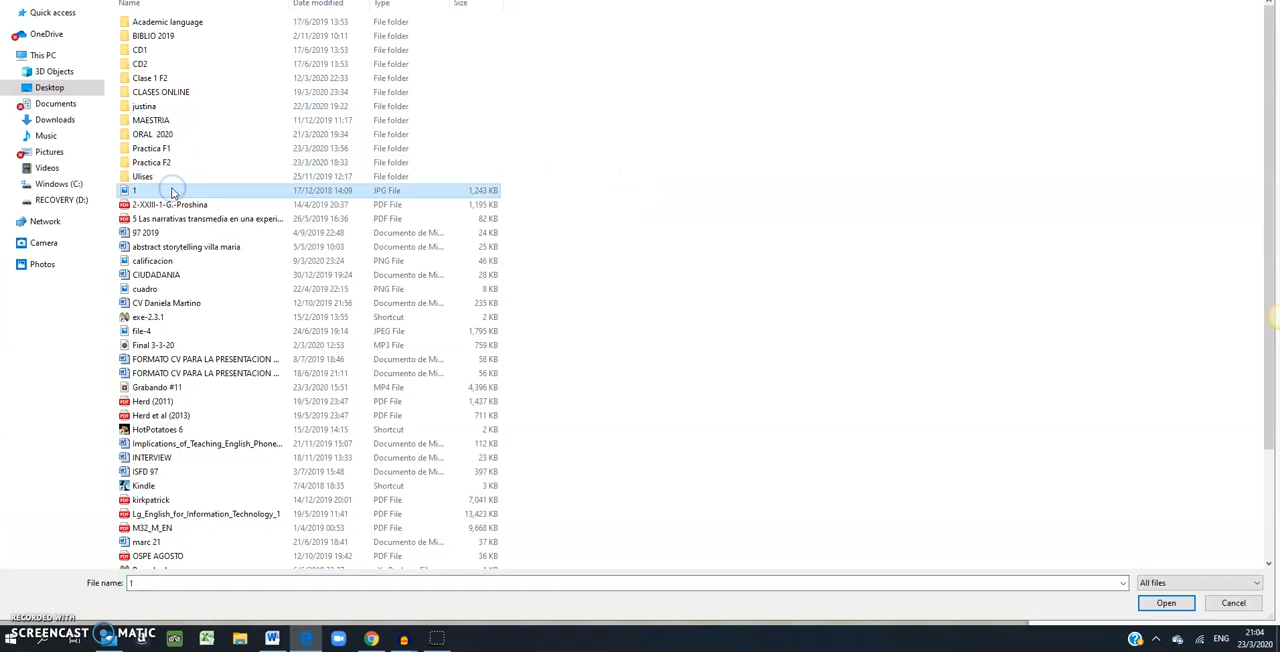 Name Date modified Type Size
Quick access
OneDrive
This PC
3D Objects
Desktop
Documents
Downloads
Music
Pictures
Videos
Windows (C:)
RECOVERY (D:)
Network
Camera
Photos
Academic language 17/6/2019 13:53 File folder
BIBLIO 2019 2/11/2019 10:11 File folder
CD1 17/6/2019 13:53 File folder
CD2 17/6/2019 13:53 File folder
Clase 1 F2 12/3/2020 22:33 File folder
CLASES ONLINE 19/3/2020 23:34 File folder
justina 22/3/2020 19:22 File folder
MAESTRIA 11/12/2019 11:17 File folder
ORAL 2020 21/3/2020 19:34 File folder
Practica F1 23/3/2020 13:56 File folder
Practica F2 23/3/2020 18:33 File folder
Ulises 25/11/2019 12:17 File folder
1 17/12/2018 14:09 JPG File 1,243 KB
2-XXIII-1-G.-Proshina 14/4/2019 20:37 PDF File 1,195 KB
5 Las narrativas transmedia en una experi... 26/5/2019 16:36 PDF File 82 KB
97 2019 4/9/2019 22:48 Documento de Mi... 24 KB
abstract storytelling villa maria 5/5/2019 10:03 Documento de Mi... 25 KB
calificacion 9/3/2020 23:24 PNG File 46 KB
CIUDADANIA 30/12/2019 19:24 Documento de Mi... 28 KB
cuadro 22/4/2019 22:15 PNG File 8 KB
CV Daniela Martino 12/10/2019 21:56 Documento de Mi... 235 KB
exe-2.3.1 15/2/2019 13:55 Shortcut 2 KB
file-4 24/6/2019 19:14 JPEG File 1,795 KB
Final 3-3-20 2/3/2020 12:53 MP3 File 759 KB
FORMATO CV PARA LA PRESENTACION ... 8/7/2019 18:46 Documento de Mi... 58 KB
FORMATO CV PARA LA PRESENTACION ... 18/6/2019 21:11 Documento de Mi... 56 KB
Grabando #11 23/3/2020 15:51 MP4 File 4,396 KB
Herd (2011) 19/5/2019 23:47 PDF File 1,437 KB
Herd et al (2013) 19/5/2019 23:47 PDF File 711 KB
HotPotatoes 6 15/2/2019 14:15 Shortcut 2 KB
Implications_of_Teaching_English_Phone... 21/11/2019 15:07 Documento de Mi... 112 KB
INTERVIEW 18/11/2019 13:33 Documento de Mi... 23 KB
ISFD 97 3/7/2019 15:48 Documento de Mi... 397 KB
Kindle 7/4/2018 18:35 Shortcut 3 KB
kirkpatrick 14/12/2019 20:01 PDF File 7,041 KB
Lg_English_for_Information_Technology_1 19/5/2019 11:41 PDF File 13,423 KB
M32_M_EN 1/4/2019 00:53 PDF File 9,668 KB
marc 21 21/6/2019 18:41 Documento de Mi... 37 KB
OSPE AGOSTO 12/10/2019 19:42 PDF File 36 KB
File name: 1 All files
Open Cancel
RECORDED WITH
SCREENCAST MATIC
ENG
21:04
23/3/2020